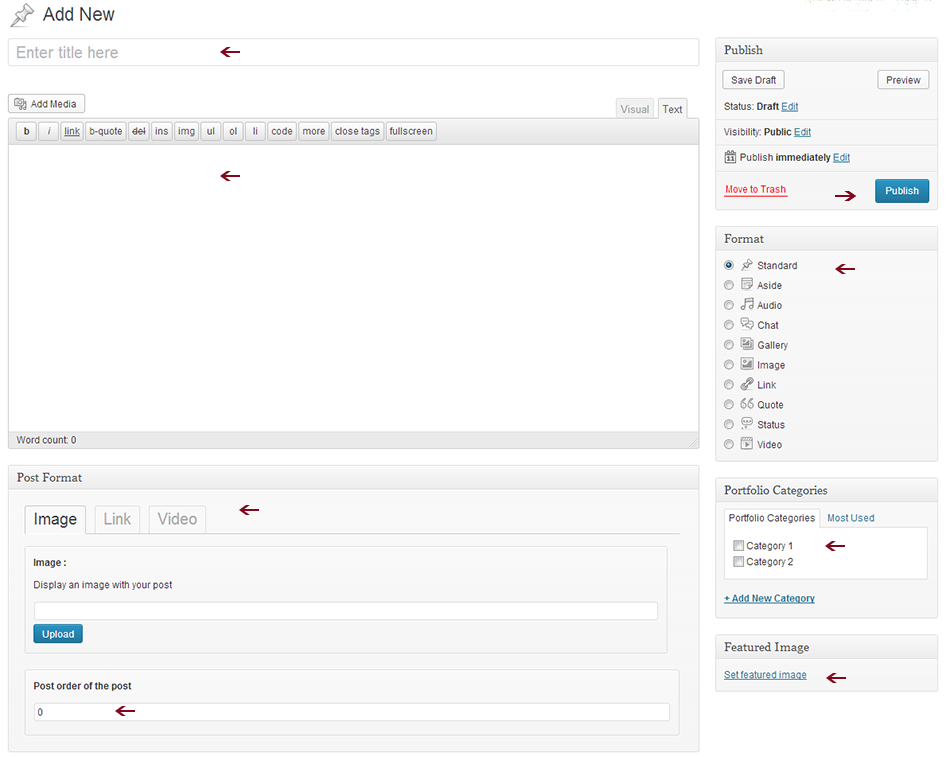 Add New
Enter title here
Add Media
Visual Text
b i link b-quote del ins img ul ol li code more close tags fullscreen
Word count: 0
Post Format
Image Link Video
Image :
Display an image with your post
Upload
Post order of the post
0
Publish
Save Draft Preview
Status: Draft Edit
Visibility: Public Edit
11 Publish immediately Edit
Move to Trash Publish
Format
Standard
Aside
Audio
Chat
Gallery
Image
Link
Quote
Status
Video
Portfolio Categories
Portfolio Categories Most Used
Category 1
Category 2
+ Add New Category
Featured Image
Set featured image